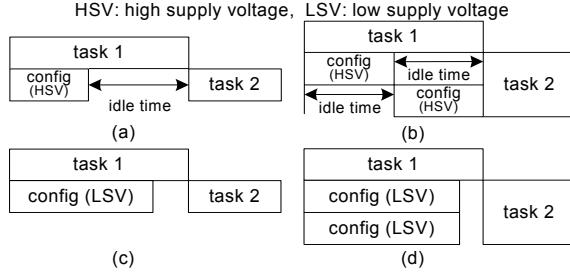 HSV: high supply voltage, LSV: low supply voltage
task 1
config
(HSV)
idle time
task 2
(a)
task 1
config
(HSV)
idle time
idle time
config
(HSV)
task 2
(b)
task 1
config (LSV)
task 2
(c)
task 1
config (LSV)
config (LSV)
task 2
(d)